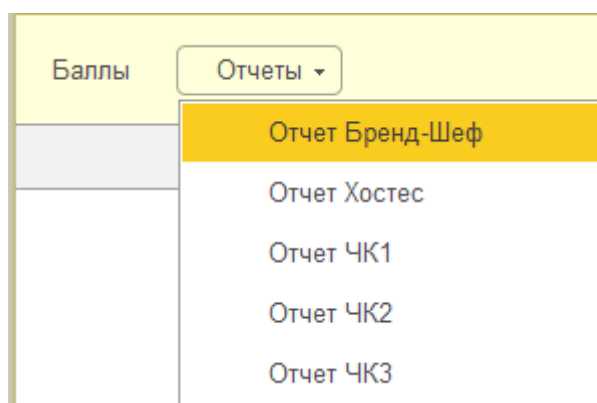 Баллы Отчеты
Отчет Бренд-Шеф
Отчет Хостес
Отчет ЧК1
Отчет ЧК2
Отчет ЧК3